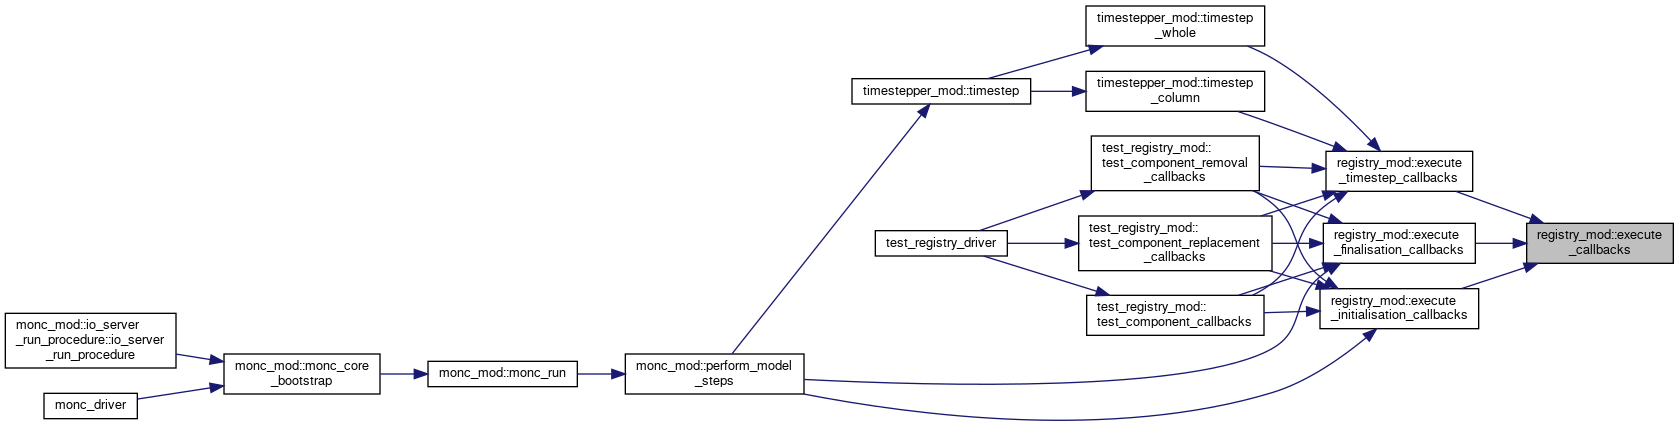 timestepper_mod::timestep
_whole
timestepper_mod::timestep
timestepper_mod::timestep
_column
test_registry_mod::
test_component_removal
_callbacks
registry_mod::execute
_timestep_callbacks
test_registry_driver
test_registry_mod::
test_component_replacement
_callbacks
registry_mod::execute
_finalisation_callbacks
registry_mod::execute
_callbacks
test_registry_mod::
test_component_callbacks
registry_mod::execute
_initialisation_callbacks
monc_mod::io_server
_run_procedure::io_server
_run_procedure
monc_mod::monc_core
_bootstrap
monc_mod::monc_run
monc_mod::perform_model
_steps
monc_driver